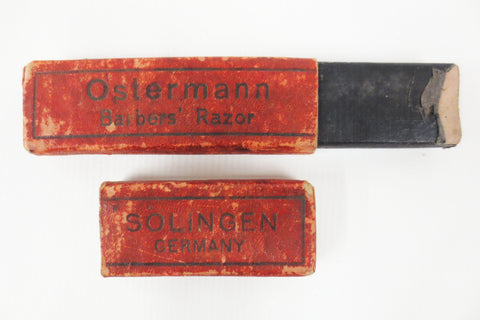 Ostermann
Barbers' Razor
SOLINGEN
GERMANY